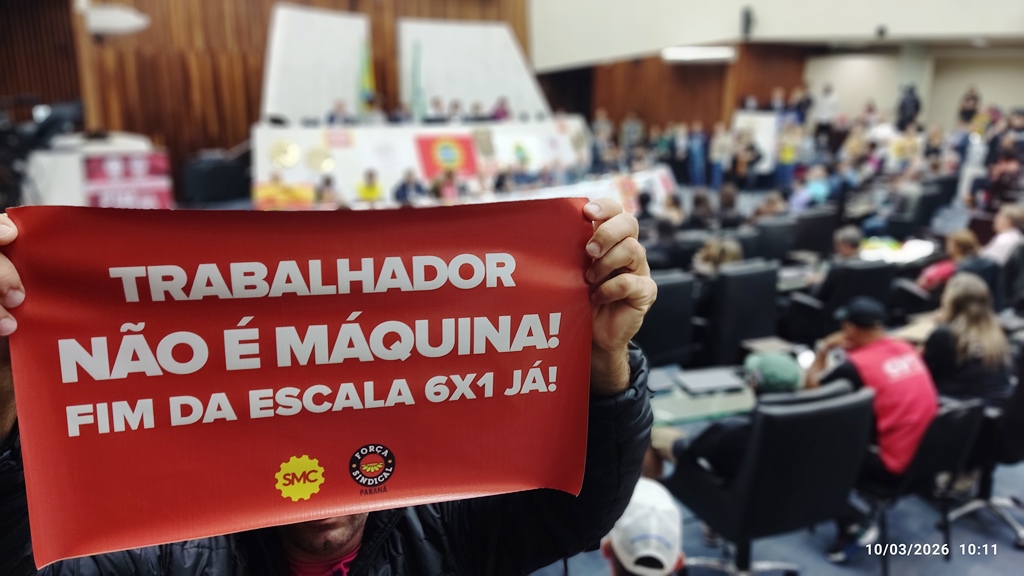 TRABALHADOR
NÃO É MÁQUINA!
FIM DA ESCALA 6X1 JÁ!
SMC
FORÇA
SINDICAL
PARANÁ
10/03/2026 10:11